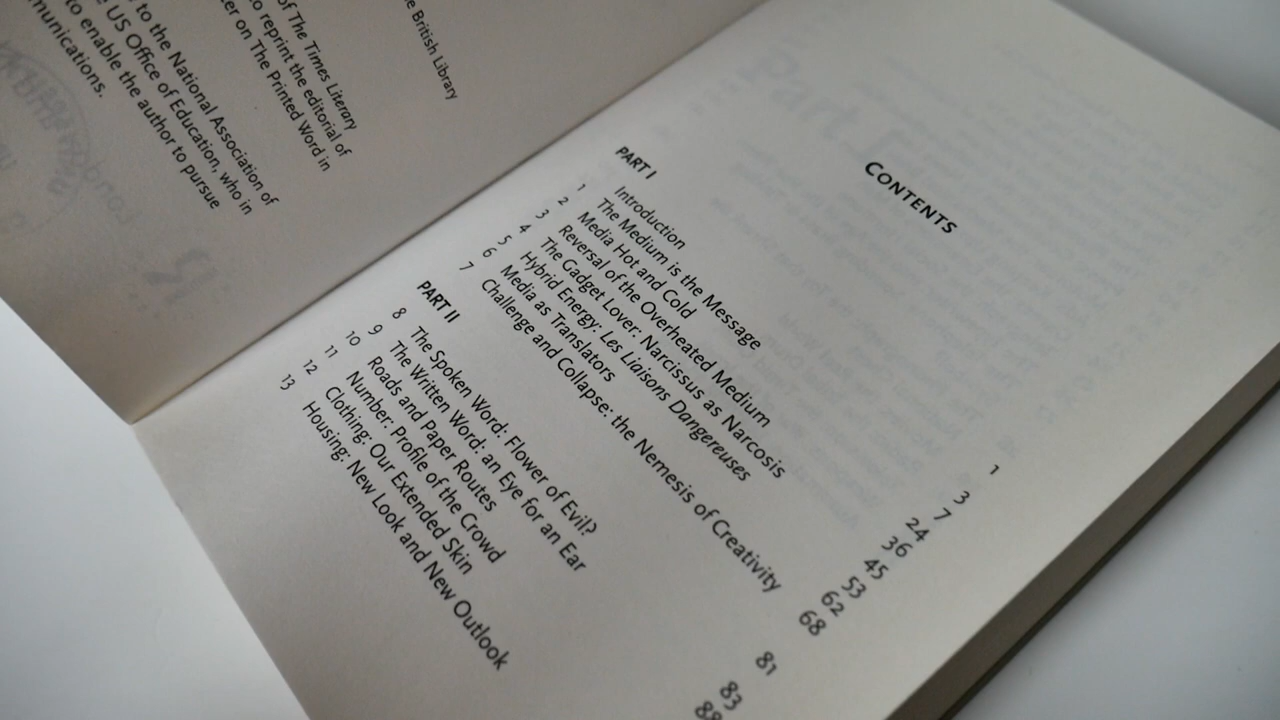 e British Library
of The Times Literary
o reprint the editorial of
er on The Printed Word in
to the National Association of
e US Office of Education, who in
to enable the author to pursue
munications.
CONTENTS
PART I 1
Introduction 3
1 The Medium is the Message 7
2 Media Hot and Cold 24
3 Reversal of the Overheated Medium 36
4 The Gadget Lover: Narcissus as Narcosis 45
5 Hybrid Energy: Les Liaisons Dangereuses 53
6 Media as Translators 62
7 Challenge and Collapse: the Nemesis of Creativity 68
PART II 81
8 The Spoken Word: Flower of Evil? 83
9 The Written Word: an Eye for an Ear 88
10 Roads and Paper Routes
11 Number: Profile of the Crowd
12 Clothing: Our Extended Skin
13 Housing: New Look and New Outlook